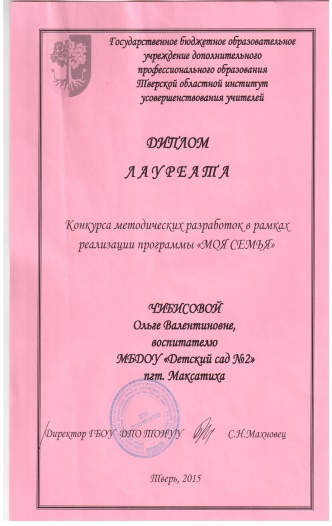 Государственное бюджетное образовательное
учреждение дополнительного
профессионального образования
Тверской областной институт
усовершенствования учителей
ДИПЛОМ
ЛАУРЕАТА
Конкурса методических разработок в рамках
реализации программы «МОЯ СЕМЬЯ»
ЧИБИСОВОЙ
Ольге Валентиновне,
воспитателю
МБДОУ «Детский сад №2»
пгт. Максатиха
Директор ГБОУ ДПО ТОИУУ С.Н.Махновец
Тверь, 2015